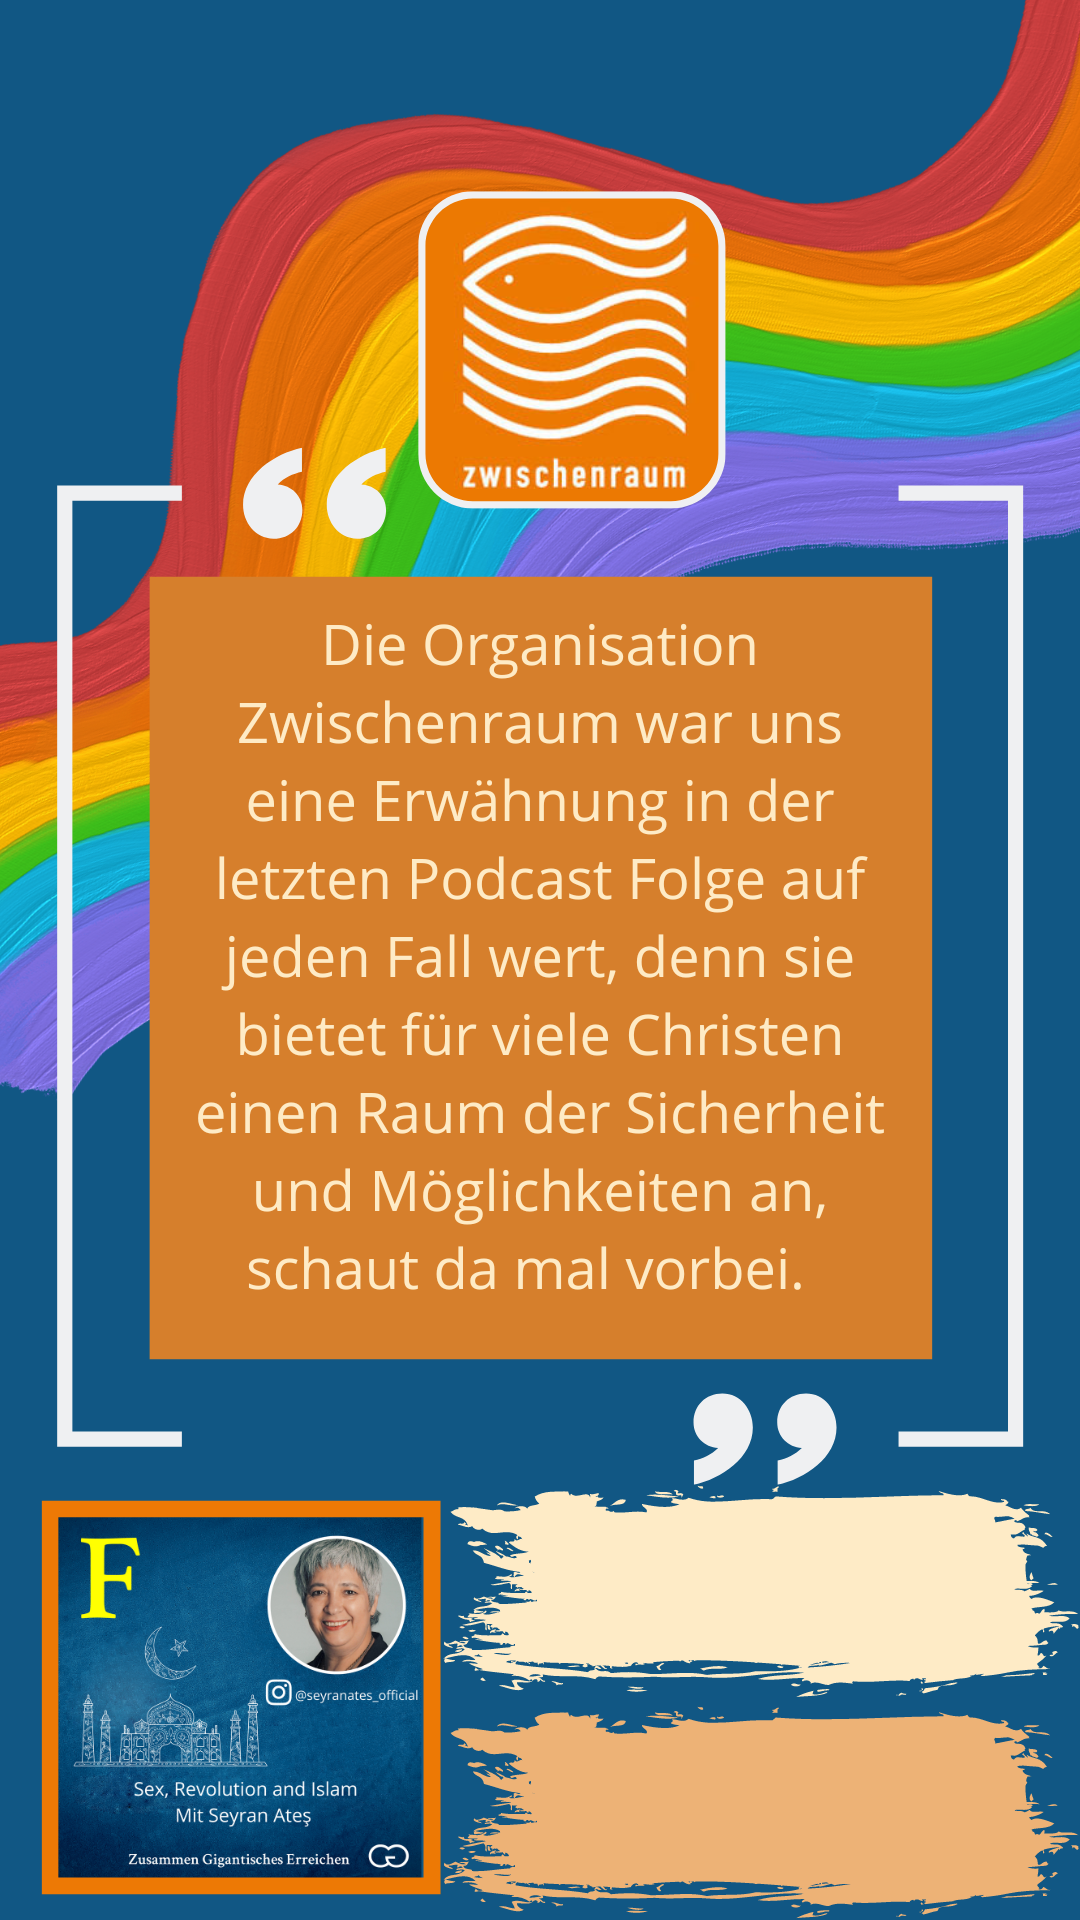 zwischenraum
“
Die Organisation
Zwischenraum war uns
eine Erwähnung in der
letzten Podcast Folge auf
jeden Fall wert, denn sie
bietet für viele Christen
einen Raum der Sicherheit
und Möglichkeiten an,
schaut da mal vorbei.
”
F
@seyranates_official
Sex, Revolution and Islam
Mit Seyran Ateş
Zusammen Gigantisches Erreichen